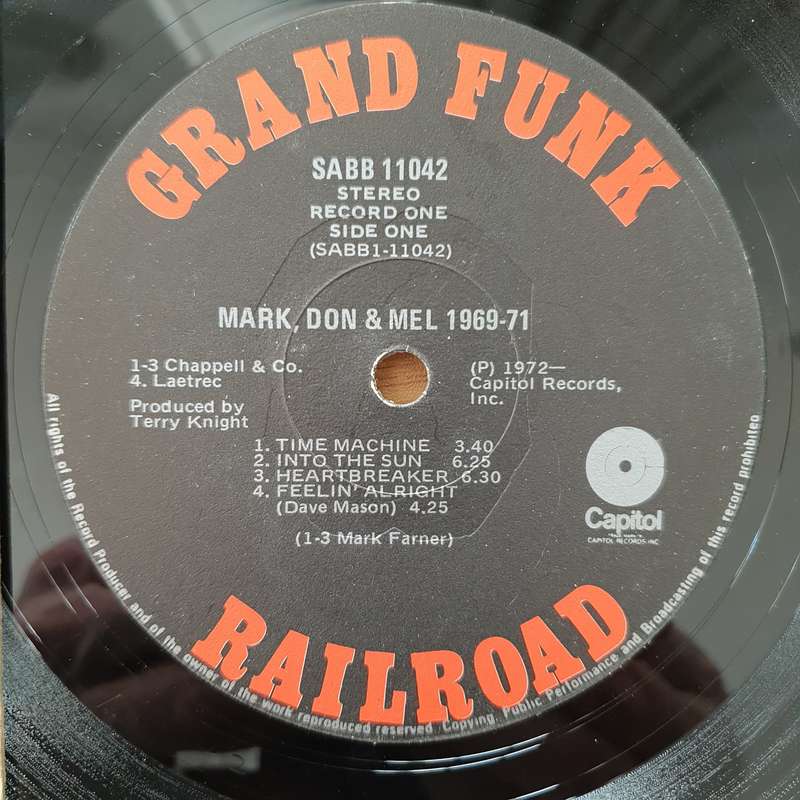 GRAND FUNK
SABB 11042
STEREO
RECORD ONE
SIDE ONE
(SABB1-11042)
MARK, DON & MEL 1969-71
1-3 Chappell & Co.
4. Laetrec
Produced by
Terry Knight
(P) 1972—
Capitol Records,
Inc.
1. TIME MACHINE 3.40
2. INTO THE SUN 6.25
3. HEARTBREAKER 6.30
4. FEELIN' ALRIGHT
(Dave Mason) 4.25
(1-3 Mark Farner)
Capitol
CAPITOL RECORDS INC
RAILROAD
All rights of the Record Producer and of the owner of the work reproduced reserved. Copying, Public Performance and Broadcasting of this record prohibited